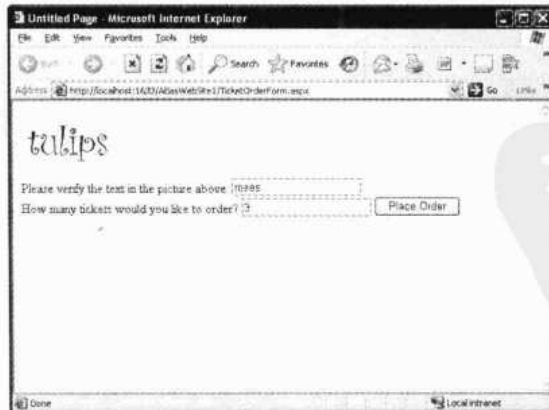 Untitled Page - Microsoft Internet Explorer
File Edit View Favorites Tools Help
Search Favorites
Address http://localhost:1633/AtlasWebSite1/TicketOrderForm.aspx Go Links
tulips
Please verify the text in the picture above
How many tickets would you like to order? 3 Place Order
Done Local intranet